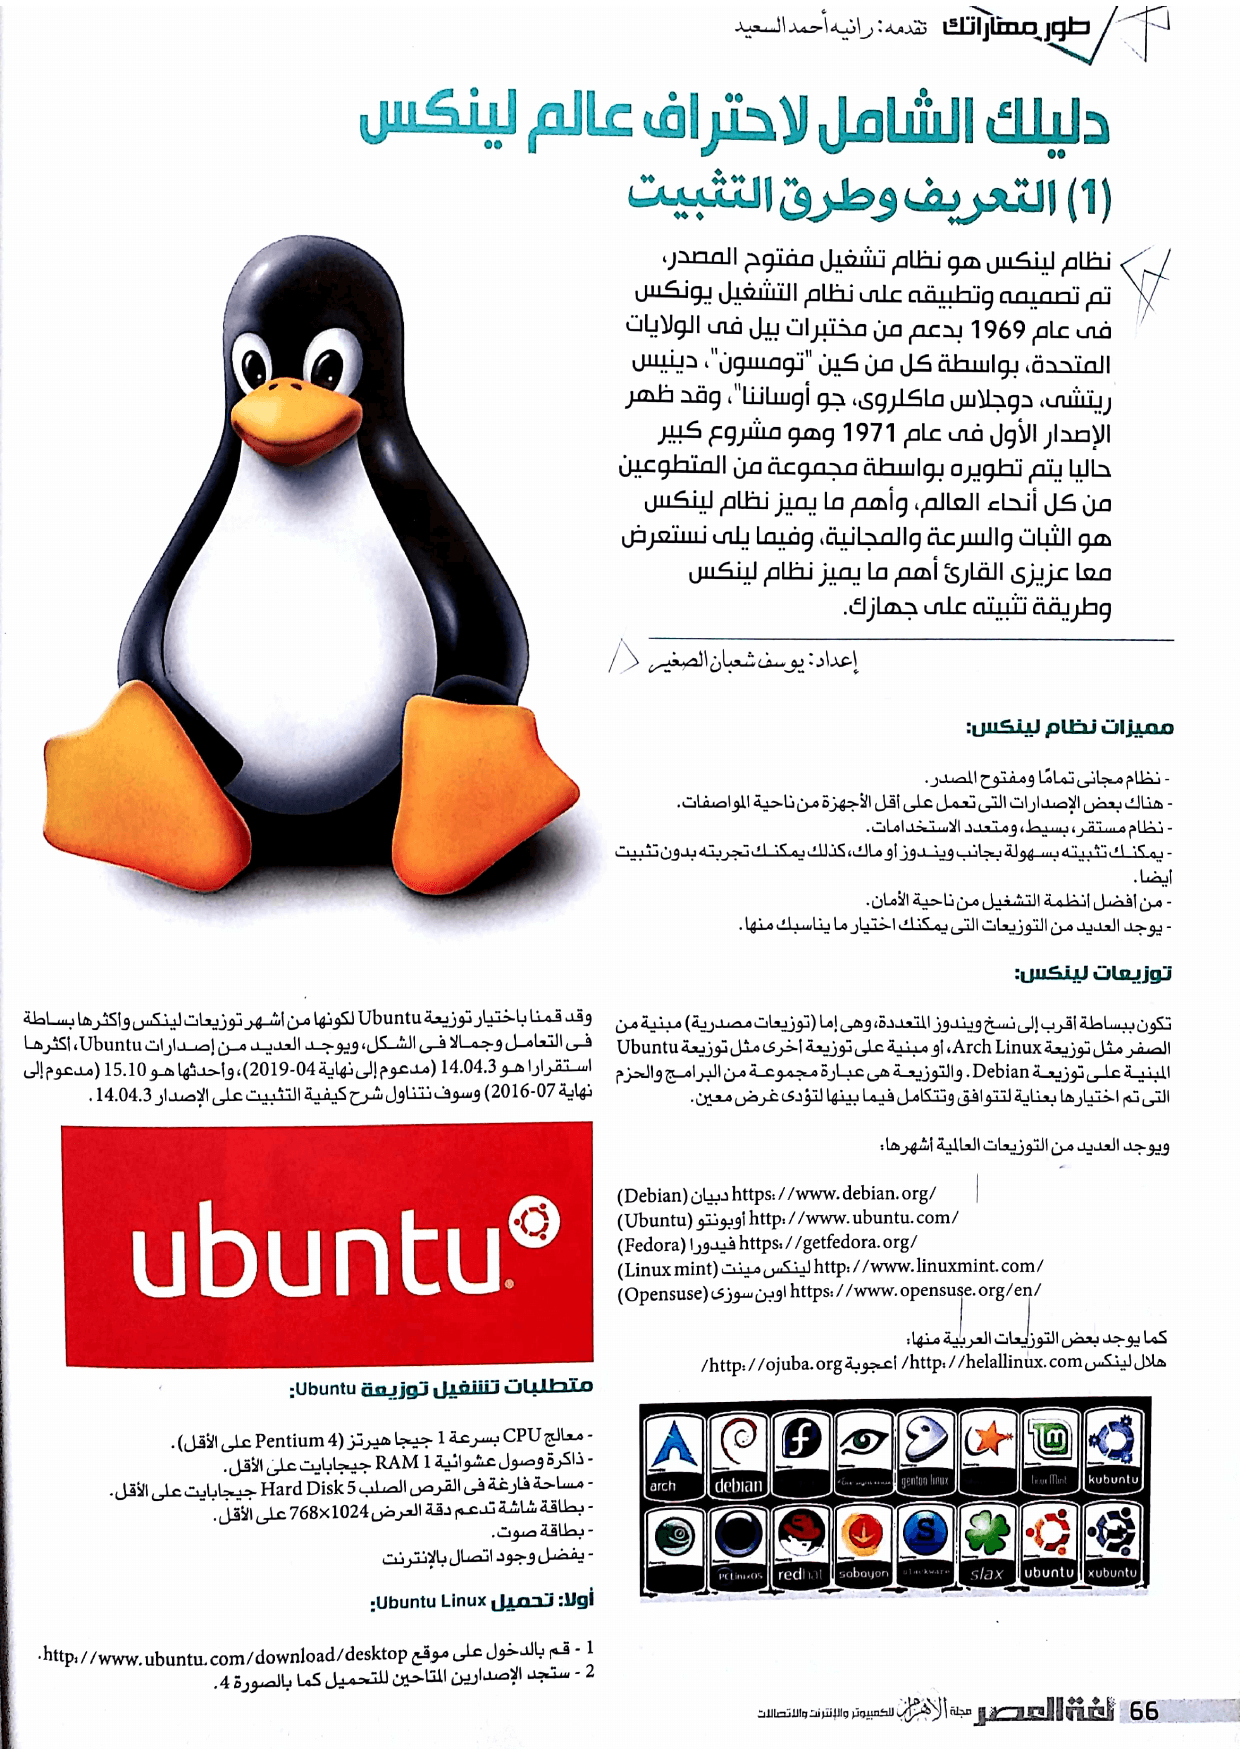 طور مهاراتك تقدمه: رانيه أحمد السعيد
دليلك الشامل لاحتراف عالم لينكس
(1) التعريف وطرق التثبيت
نظام لينكس هو نظام تشغيل مفتوح المصدر،
تم تصميمه وتطبيقه على نظام التشغيل يونكس
فى عام 1969 بدعم من مختبرات بيل فى الولايات
المتحدة، بواسطة كل من كين "تومسون"، دينيس
ريتشى، دوجلاس ماكلروى، جو أوساننا"، وقد ظهر
الإصدار الأول فى عام 1971 وهو مشروع كبير
حاليا يتم تطويره بواسطة مجموعة من المتطوعين
من كل أنحاء العالم، وأهم ما يميز نظام لينكس
هو الثبات والسرعة والمجانية، وفيما يلى نستعرض
معا عزيزى القارئ أهم ما يميز نظام لينكس
وطريقة تثبيته على جهازك.
إعداد: يوسف شعبان الصغير
مميزات نظام لينكس:
- نظام مجانى تمامًا ومفتوح المصدر.
- هناك بعض الإصدارات التى تعمل على أقل الأجهزة من ناحية المواصفات.
- نظام مستقر، بسيط، ومتعدد الاستخدامات.
- يمكنك تثبيته بسهولة بجانب ويندوز أو ماك، كذلك يمكنك تجربته بدون تثبيت
أيضا.
- من أفضل أنظمة التشغيل من ناحية الأمان.
- يوجد العديد من التوزيعات التى يمكنك اختيار ما يناسبك منها.
توزيعات لينكس:
تكون ببساطة أقرب إلى نسخ ويندوز المتعددة، وهى إما (توزيعات مصدرية) مبنية من
الصفر مثل توزيعة Arch Linux، أو مبنية على توزيعة أخرى مثل توزيعة Ubuntu
المبنية على توزيعة Debian. والتوزيعة هى عبارة مجموعة من البرامج والحزم
التى تم اختيارها بعناية لتتوافق وتتكامل فيما بينها لتؤدى غرض معين.
ويوجد العديد من التوزيعات العالمية أشهرها:
(Debian) دبيان https://www.debian.org/
(Ubuntu) أوبونتو http://www.ubuntu.com/
(Fedora) فيدورا https://getfedora.org/
(Linux mint) لينكس مينت http://www.linuxmint.com/
(Opensuse) اوبن سوزى https://www.opensuse.org/en/
كما يوجد بعض التوزيعات العربية منها:
هلال لينكس http://helallinux.com/ أعجوبة http://ojuba.org/
arch debian gentoo linux Linux Mint kubuntu
PCLinuxOS redhat sabayon slackware slax ubuntu xubuntu
وقد قمنا باختيار توزيعة Ubuntu لكونها من أشهر توزيعات لينكس وأكثرها بساطة
فى التعامل وجمالا فى الشكل، ويوجد العديد من إصدارات Ubuntu، أكثرها
استقرارا هو 14.04.3 (مدعوم إلى نهاية 04-2019)، وأحدثها هو 15.10 (مدعوم إلى
نهاية 07-2016) وسوف نتناول شرح كيفية التثبيت على الإصدار 14.04.3.
ubuntu
متطلبات تشغيل توزيعة Ubuntu:
- معالج CPU بسرعة 1 جيجا هيرتز (Pentium 4 على الأقل).
- ذاكرة وصول عشوائية RAM 1 جيجابايت على الأقل.
- مساحة فارغة فى القرص الصلب Hard Disk 5 جيجابايت على الأقل.
- بطاقة شاشة تدعم دقة العرض 1024×768 على الأقل.
- بطاقة صوت.
- يفضل وجود اتصال بالإنترنت
أولا: تحميل Ubuntu Linux:
1 - قم بالدخول على موقع http://www.ubuntu.com/download/desktop.
2 - ستجد الإصدارين المتاحين للتحميل كما بالصورة 4.
66 لغة العصر مجلة الأهرام للكمبيوتر والإنترنت والاتصالات